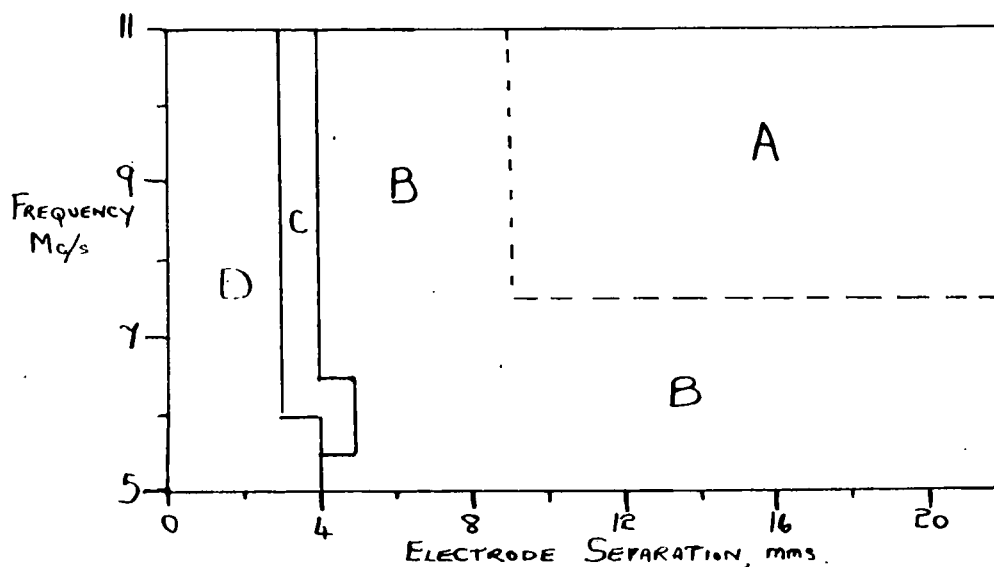 11
A
9
B
FREQUENCY
Mc/s
C
D
7
B
5
0
4
8
12
16
20
ELECTRODE SEPARATION, mms.